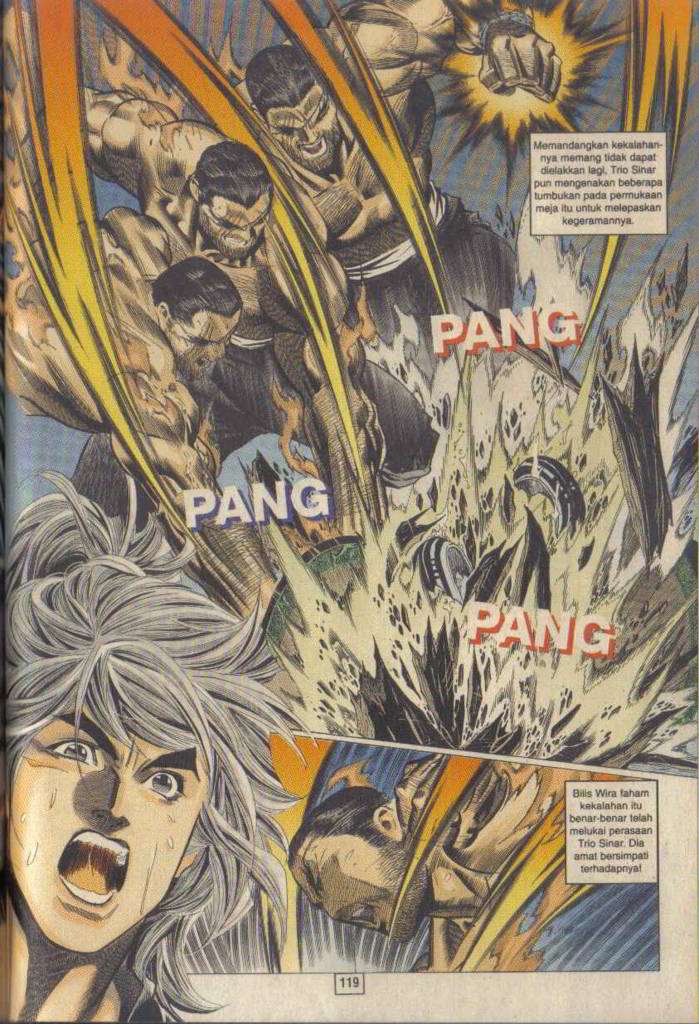 Memandangkan kekalahan-
nya memang tidak dapat
dielakkan lagi, Trio Sinar
pun mengenakan beberapa
tumbukan pada permukaan
meja itu untuk melepaskan
kegeramannya.
PANG
PANG
PANG
Bilis Wira faham
kekalahan itu
benar-benar telah
melukai perasaan
Trio Sinar. Dia
amat bersimpati
terhadapnya!
119